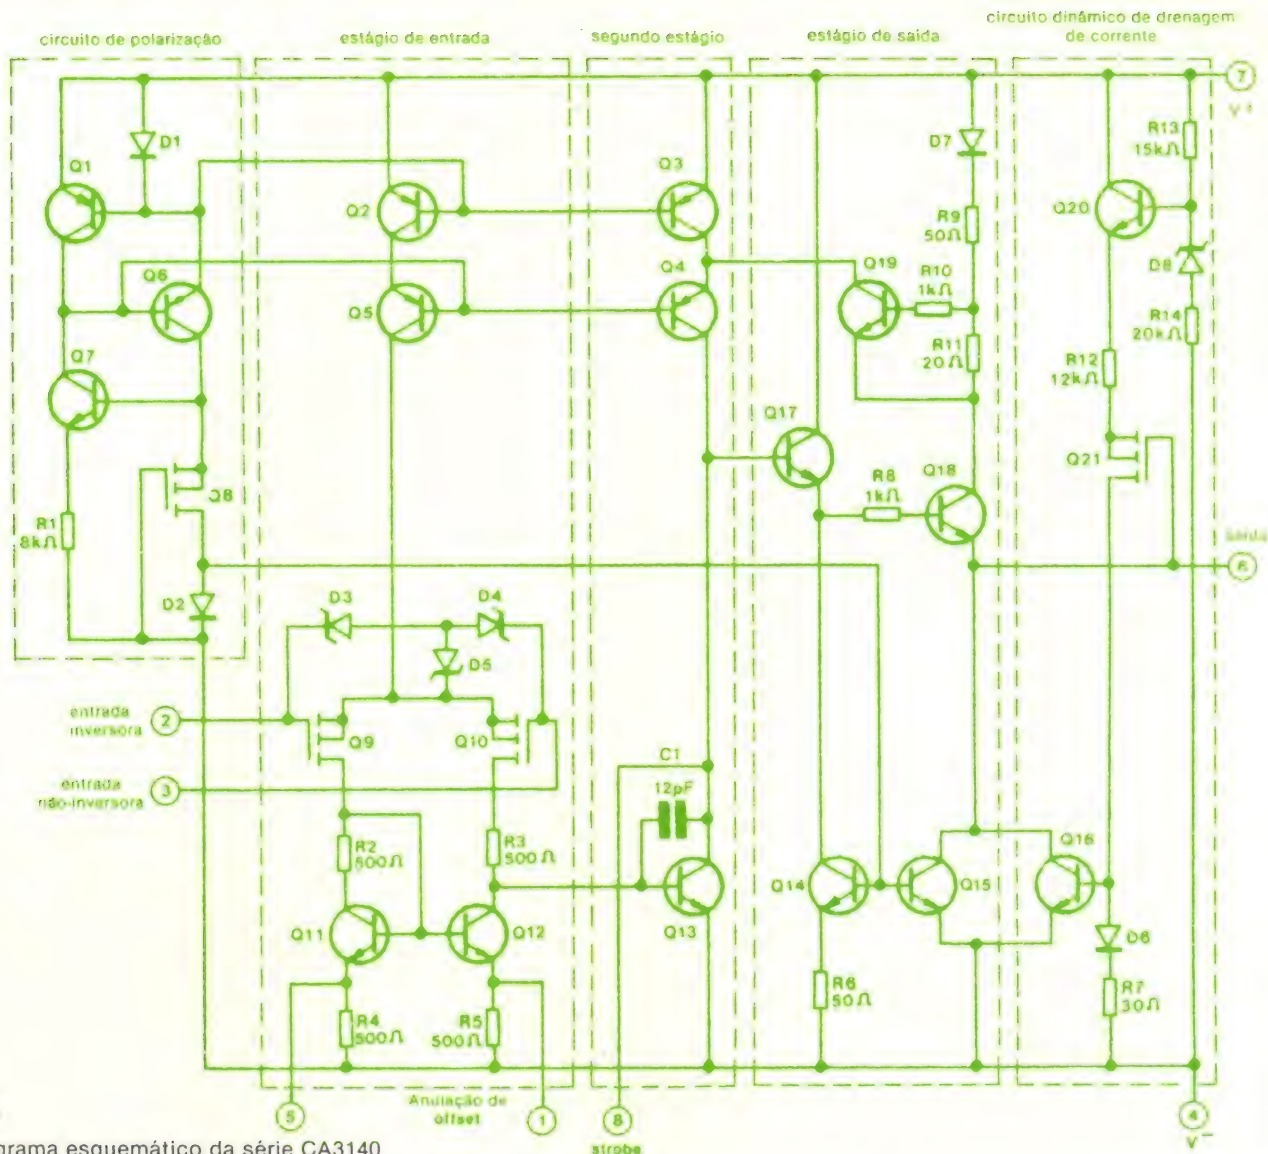 circuito de polarização
estágio de entrada
segundo estágio
estágio de saída
circuito dinámico de drenagem
de corrente
7
V+
D1
Q1
Q2
Q3
D7
R13
15kΩ
Q20
R9
50Ω
Q6
Q5
Q4
Q19
R10
1kΩ
D8
R11
20Ω
R14
20kΩ
Q7
R12
12kΩ
Q17
Q8
R8
1kΩ
Q18
Q21
R1
8kΩ
saída
6
D2
D3
D4
D5
entrada
inversora
2
Q9
Q10
entrada
não-inversora
3
C1
12pF
R2
500Ω
R3
500Ω
Q16
Q14
Q15
Q11
Q12
Q13
D6
R4
500Ω
R5
500Ω
R6
50Ω
R7
30Ω
5
Anulação de
offset
1
8
strobe
4
V−
grama esquemático da série CA3140